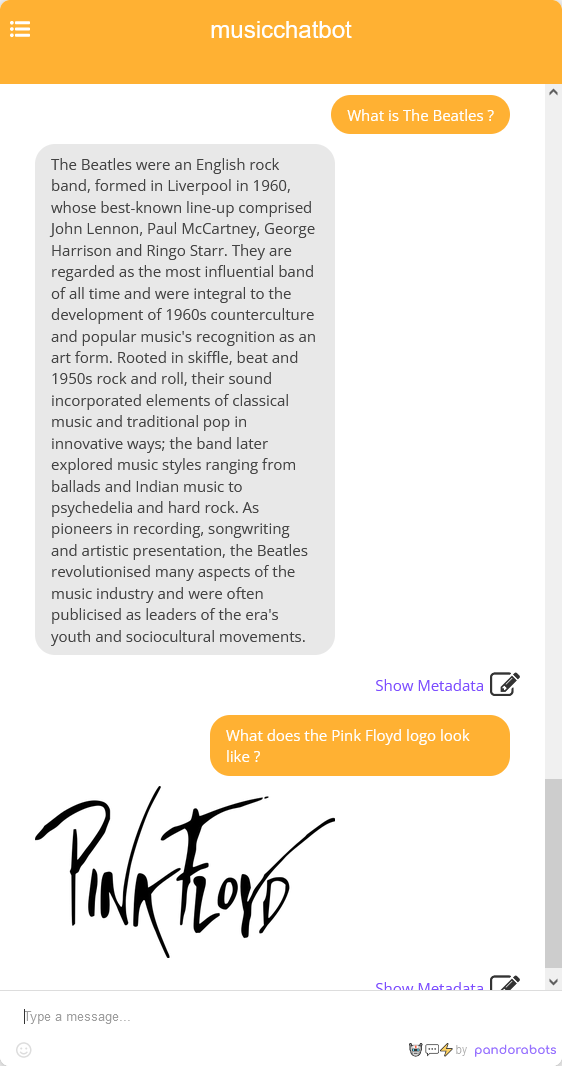 musicchatbot
What is The Beatles ?
The Beatles were an English rock
band, formed in Liverpool in 1960,
whose best-known line-up comprised
John Lennon, Paul McCartney, George
Harrison and Ringo Starr. They are
regarded as the most influential band
of all time and were integral to the
development of 1960s counterculture
and popular music's recognition as an
art form. Rooted in skiffle, beat and
1950s rock and roll, their sound
incorporated elements of classical
music and traditional pop in
innovative ways; the band later
explored music styles ranging from
ballads and Indian music to
psychedelia and hard rock. As
pioneers in recording, songwriting
and artistic presentation, the Beatles
revolutionised many aspects of the
music industry and were often
publicised as leaders of the era's
youth and sociocultural movements.
Show Metadata
What does the Pink Floyd logo look
like ?
PINK FLOYD
Show Metadata
Type a message...
by pandorabots